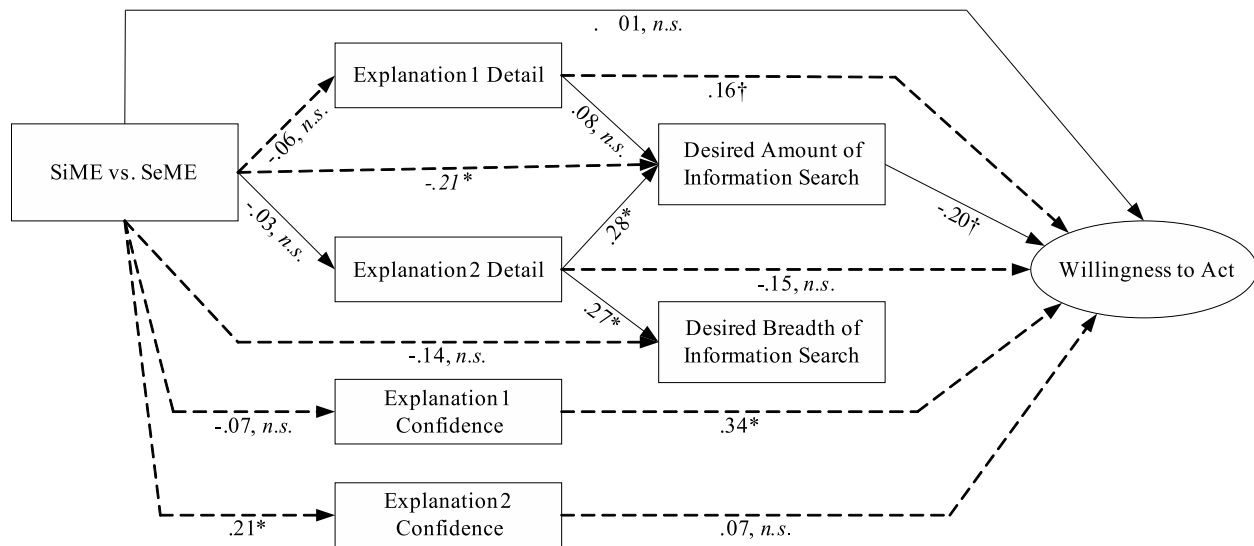 . 01, n.s.
Explanation 1 Detail
.16†
-.06, n.s.
.08, n.s.
SiME vs. SeME
Desired Amount of
Information Search
-.21*
-.03, n.s.
.28*
-.20†
Explanation 2 Detail
-.15, n.s.
Willingness to Act
.27*
Desired Breadth of
Information Search
-.14, n.s.
Explanation 1
Confidence
-.07, n.s.
.34*
Explanation 2
Confidence
.21*
.07, n.s.